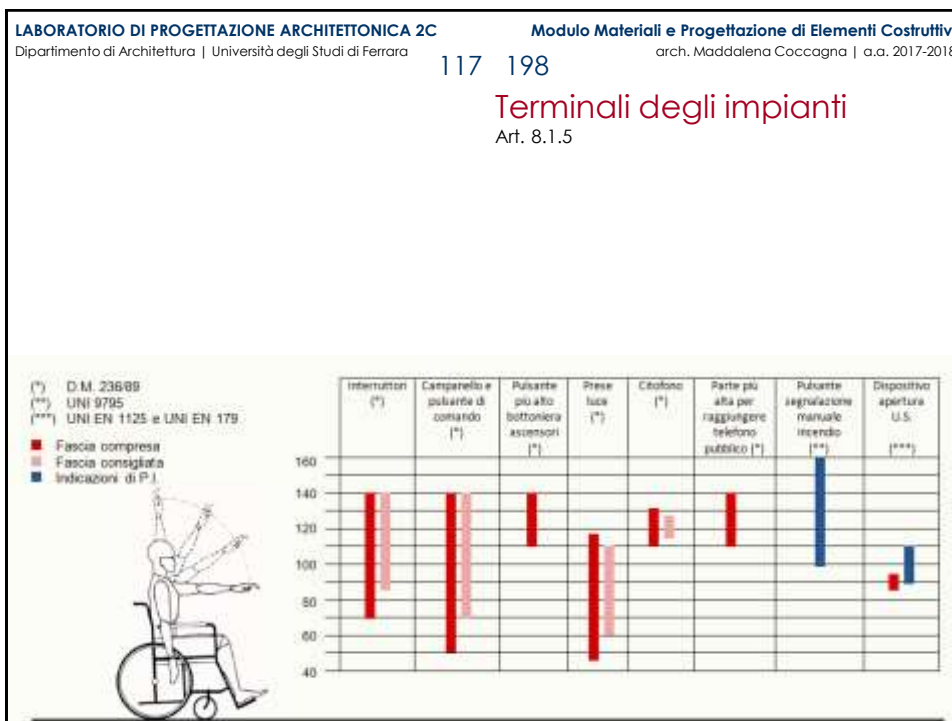 LABORATORIO DI PROGETTAZIONE ARCHITETTONICA 2C
Dipartimento di Architettura | Università degli Studi di Ferrara
Modulo Materiali e Progettazione di Elementi Costruttiv
arch. Maddalena Coccagna | a.a. 2017-2018
117 198
Terminali degli impianti
Art. 8.1.5
(*) D.M. 236/89
(**) UNI 9795
(***) UNI EN 1125 e UNI EN 179
Fascia compresa
Fascia consigliata
Indicazioni di P.I.
Interruttori
(*)
Campanello e
pulsante di
comando
(*)
Pulsante
più alto
bottoniera
ascensori
(*)
Prese
luce
(*)
Citofono
(*)
Parte più
alta per
raggiungere
telefono
pubblico (*)
Pulsante
segnalazione
manuale
incendio
(**)
Dispositivo
apertura
U.S.
(***)
160
140
120
100
80
60
40